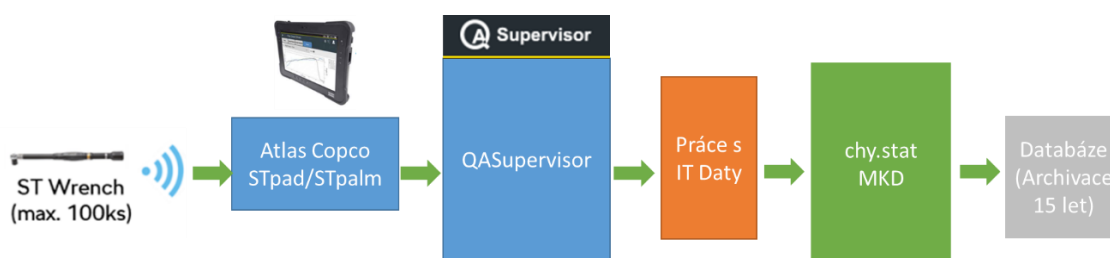 Supervisor
ST Wrench
(max. 100ks)
Atlas Copco
STpad/STpalm
QASupervisor
Práce s
IT Daty
chy.stat
MKD
Databáze
(Archivace
15 let)